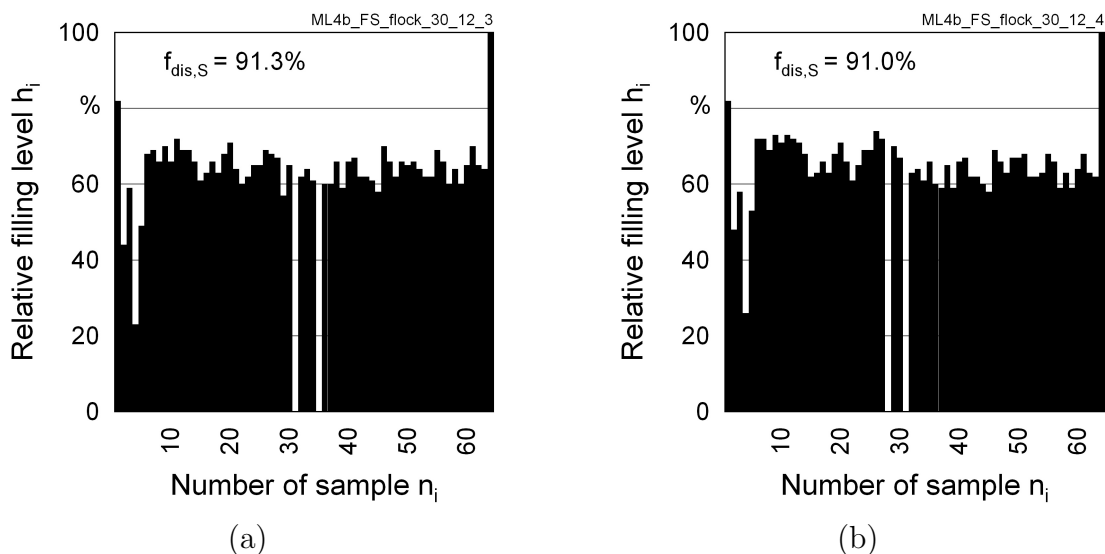 ML4b_FS_flock_30_12_3
100
%
60
40
20
0
Relative filling level h_i
f_dis,S = 91.3%
10 20 30 40 50 60
Number of sample n_i
(a)
ML4b_FS_flock_30_12_4
100
%
60
40
20
0
Relative filling level h_i
f_dis,S = 91.0%
10 20 30 40 50 60
Number of sample n_i
(b)